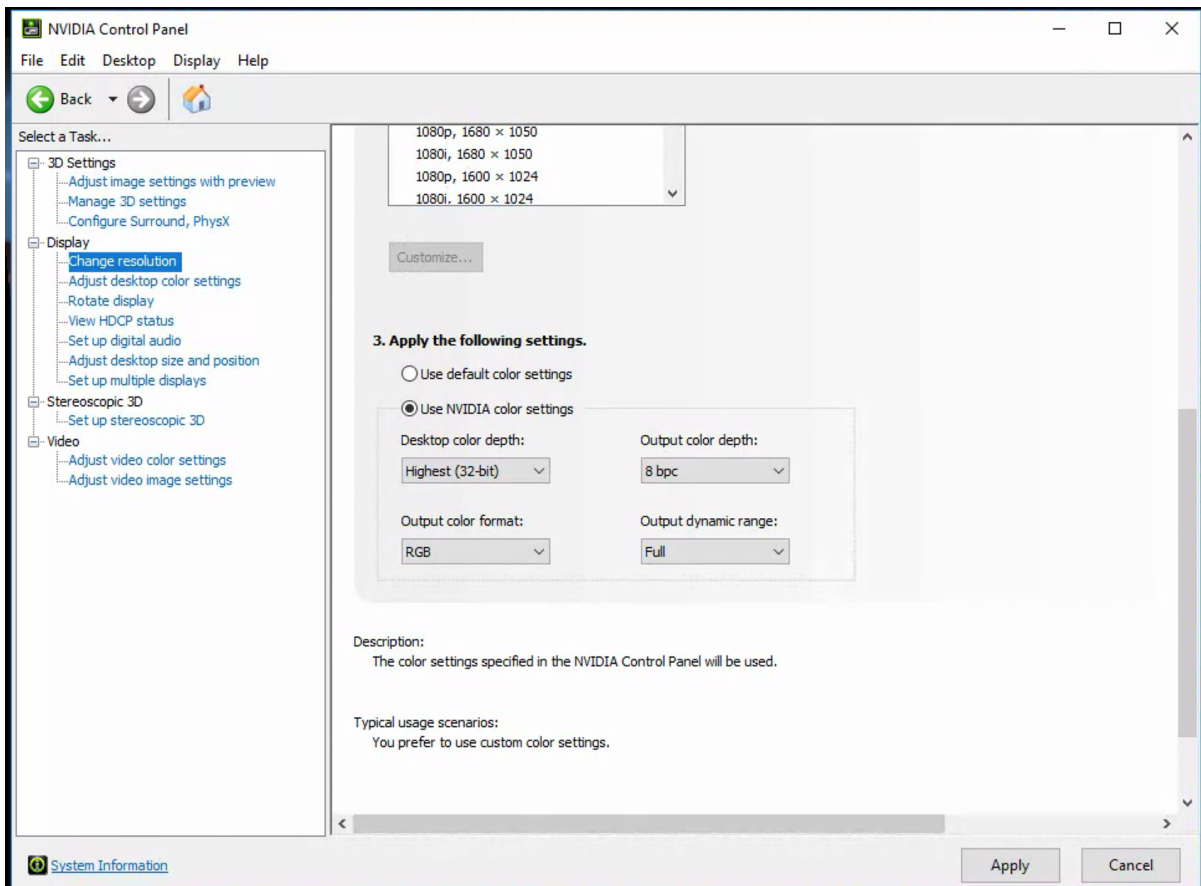 NVIDIA Control Panel
File Edit Desktop Display Help
Back
Select a Task...
3D Settings
Adjust image settings with preview
Manage 3D settings
Configure Surround, PhysX
Display
Change resolution
Adjust desktop color settings
Rotate display
View HDCP status
Set up digital audio
Adjust desktop size and position
Set up multiple displays
Stereoscopic 3D
Set up stereoscopic 3D
Video
Adjust video color settings
Adjust video image settings
1080p, 1680 × 1050
1080i, 1680 × 1050
1080p, 1600 × 1024
1080i, 1600 × 1024
Customize...
3. Apply the following settings.
Use default color settings
Use NVIDIA color settings
Desktop color depth: Output color depth:
Highest (32-bit) 8 bpc
Output color format: Output dynamic range:
RGB Full
Description:
The color settings specified in the NVIDIA Control Panel will be used.
Typical usage scenarios:
You prefer to use custom color settings.
System Information
Apply Cancel